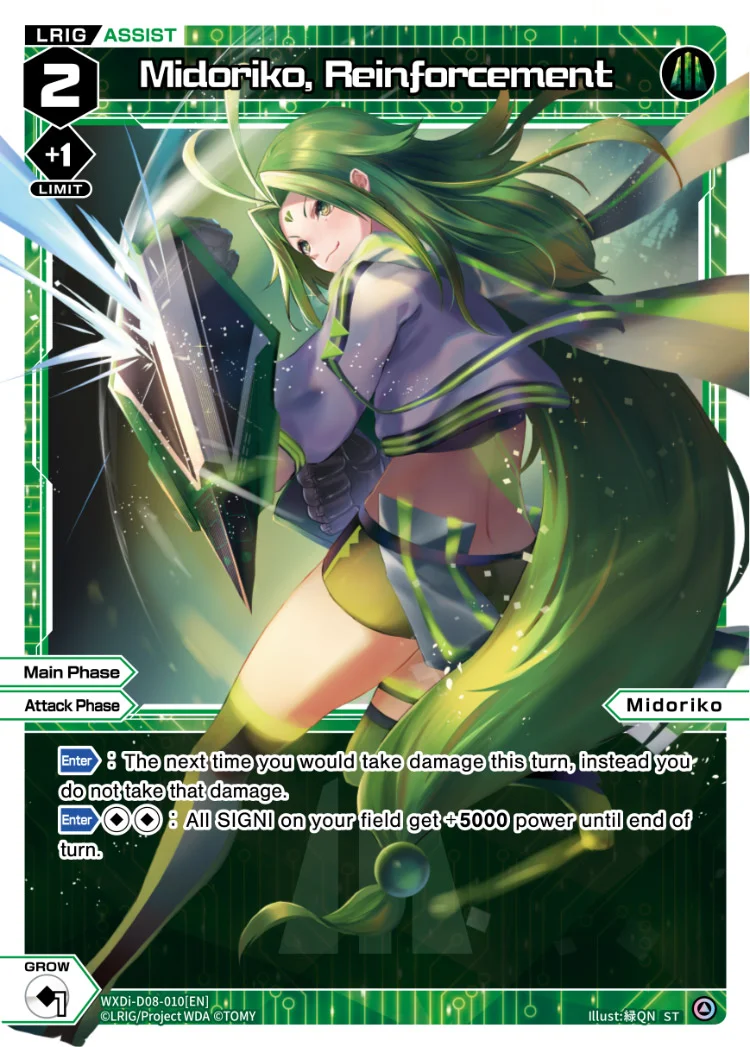 LRIG ASSIST
2
Midoriko, Reinforcement
+1
LIMIT
Main Phase
Attack Phase
Midoriko
Enter : The next time you would take damage this turn, instead you
do not take that damage.
Enter : All SIGNI on your field get +5000 power until end of
turn.
GROW
1
WXDi-D08-010[EN]
©LRIG/Project WDA ©TOMY
Illust:緑QN ST